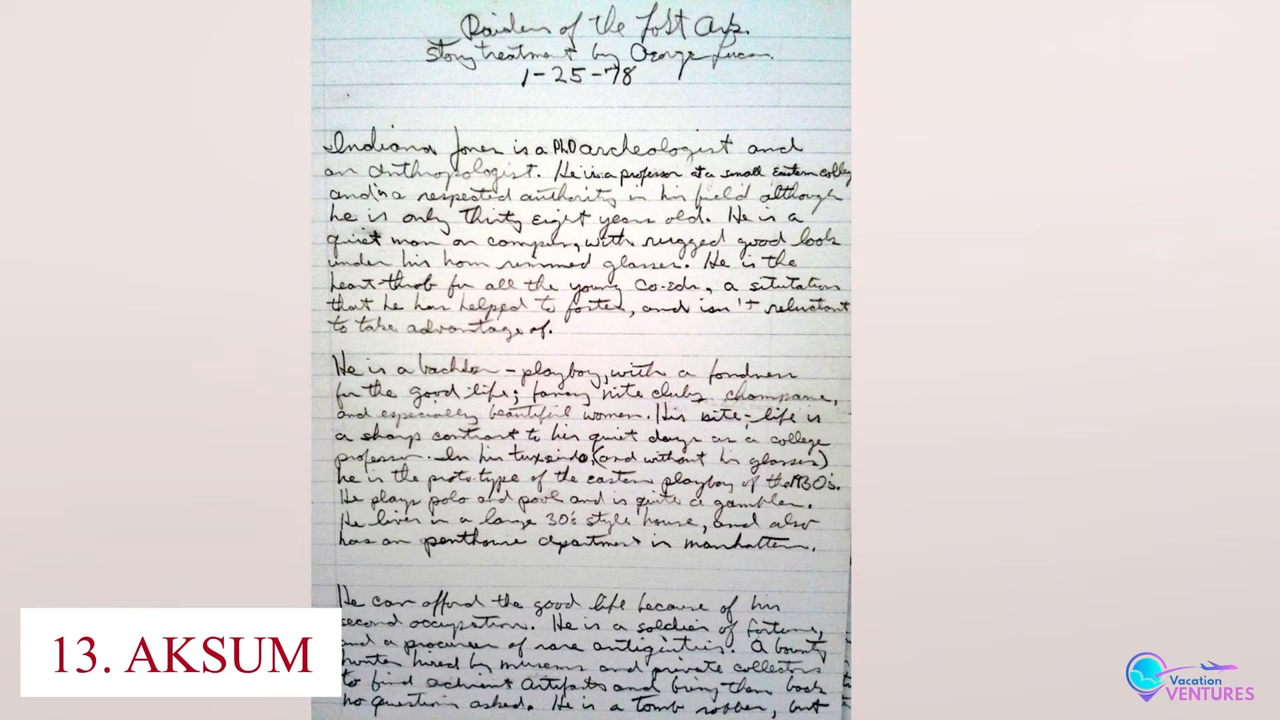 Raiders of the Lost Ark.
Story treatment by George Lucas
1-25-78
Indiana Jones is a PhD archeologist and
an anthropologist. He is a professor at a small Eastern college
and is a respected authority in his field although
he is only thirty eight years old. He is a
quiet man on campus, with rugged good look
under his horn rimmed glasses. He is the
heart-throb for all the young co-eds, a situtation
that he has helped to foster, and isn't reluctant
to take advantage of.
He is a bachelor - playboy, with a fondness
for the good life; fancy nite clubs, champane,
and especially beautiful women. His nite-life is
a sharp contrast to his quiet days as a college
professor. In his tuxedo, (and without his glasses)
he is the prototype of the eastern playboy of the 1930's.
He plays polo and pool and is quite a gambler.
He lives in a large 30's style house, and also
has an penthouse apartment in manhatten.
He can afford the good life because of his
second occupation. He is a soldier of fortune,
and a procurer of rare antiquities. A bounty
hunter hired by museums and private collectors
to find ancient artifacts and bring them back
no questions asked. He is a tomb robber, but
13. AKSUM
Vacation
VENTURES